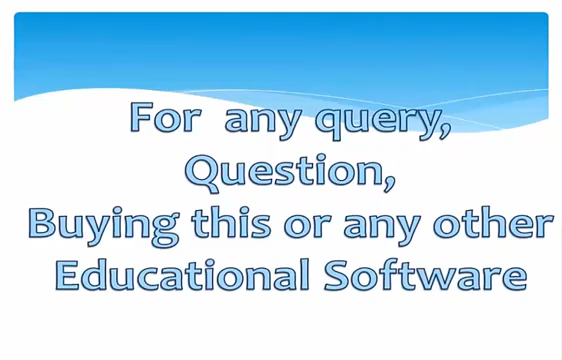 For any query,
Question,
Buying this or any other
Educational Software